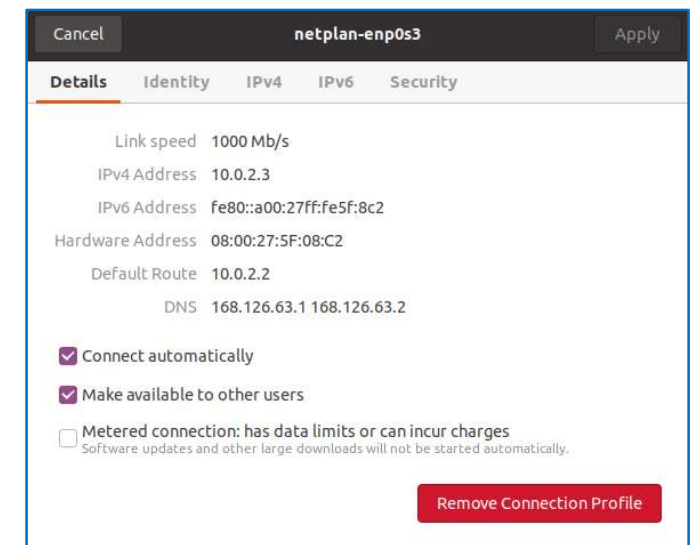 Cancel netplan-enp0s3 Apply
Details Identity IPv4 IPv6 Security
Link speed 1000 Mb/s
IPv4 Address 10.0.2.3
IPv6 Address fe80::a00:27ff:fe5f:8c2
Hardware Address 08:00:27:5F:08:C2
Default Route 10.0.2.2
DNS 168.126.63.1 168.126.63.2
Connect automatically
Make available to other users
Metered connection: has data limits or can incur charges
Software updates and other large downloads will not be started automatically.
Remove Connection Profile